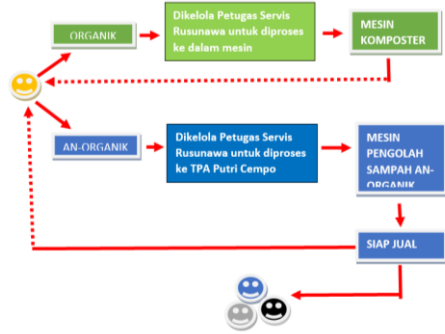 ORGANIK
Dikelola Petugas Servis
Rusunawa untuk diproses
ke dalam mesin
MESIN
KOMPOSTER
AN-ORGANIK
Dikelola Petugas Servis
Rusunawa untuk diproses
ke TPA Putri Cempo
MESIN
PENGOLAH
SAMPAH AN-
ORGANIK
SIAP JUAL